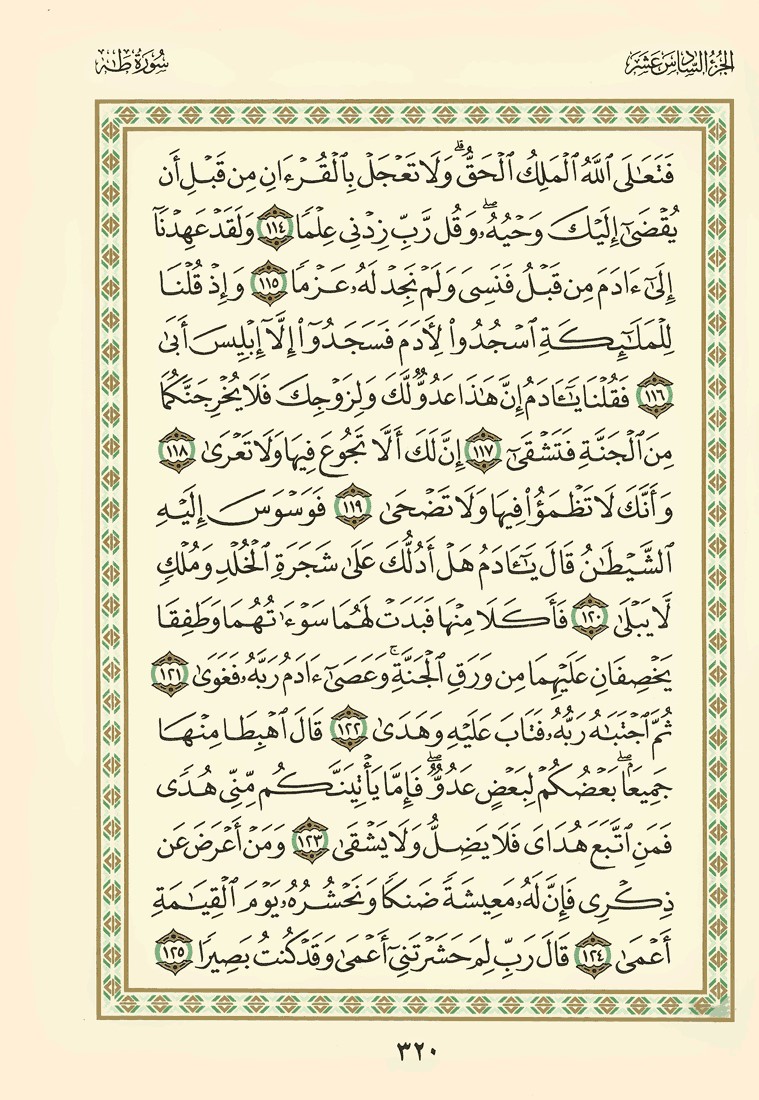 الجزء السادس عشر
سورة طه
فَتَعَـٰلَى ٱللَّهُ ٱلْمَلِكُ ٱلْحَقُّ ۗ وَلَا تَعْجَلْ بِٱلْقُرْءَانِ مِن قَبْلِ أَن
يُقْضَىٰٓ إِلَيْكَ وَحْيُهُۥ ۖ وَقُل رَّبِّ زِدْنِى عِلْمًا ١١٤ وَلَقَدْ عَهِدْنَآ
إِلَىٰٓ ءَادَمَ مِن قَبْلُ فَنَسِىَ وَلَمْ نَجِدْ لَهُۥ عَزْمًا ١١٥ وَإِذْ قُلْنَا
لِلْمَلَـٰٓئِكَةِ ٱسْجُدُوا۟ لِـَٔادَمَ فَسَجَدُوٓا۟ إِلَّآ إِبْلِيسَ أَبَىٰ
١١٦ فَقُلْنَا يَـٰٓـَٔادَمُ إِنَّ هَـٰذَا عَدُوٌّ لَّكَ وَلِزَوْجِكَ فَلَا يُخْرِجَنَّكُمَا
مِنَ ٱلْجَنَّةِ فَتَشْقَىٰٓ ١١٧ إِنَّ لَكَ أَلَّا تَجُوعَ فِيهَا وَلَا تَعْرَىٰ ١١٨
وَأَنَّكَ لَا تَظْمَؤُا۟ فِيهَا وَلَا تَضْحَىٰ ١١٩ فَوَسْوَسَ إِلَيْهِ
ٱلشَّيْطَـٰنُ قَالَ يَـٰٓـَٔادَمُ هَلْ أَدُلُّكَ عَلَىٰ شَجَرَةِ ٱلْخُلْدِ وَمُلْكٍ
لَّا يَبْلَىٰ ١٢٠ فَأَكَلَا مِنْهَا فَبَدَتْ لَهُمَا سَوْءَٰتُهُمَا وَطَفِقَا
يَخْصِفَانِ عَلَيْهِمَا مِن وَرَقِ ٱلْجَنَّةِ ۚ وَعَصَىٰٓ ءَادَمُ رَبَّهُۥ فَغَوَىٰ ١٢١
ثُمَّ ٱجْتَبَـٰهُ رَبُّهُۥ فَتَابَ عَلَيْهِ وَهَدَىٰ ١٢٢ قَالَ ٱهْبِطَا مِنْهَا
جَمِيعًۢا ۖ بَعْضُكُمْ لِبَعْضٍ عَدُوٌّ ۖ فَإِمَّا يَأْتِيَنَّكُم مِّنِّى هُدًى
فَمَنِ ٱتَّبَعَ هُدَاىَ فَلَا يَضِلُّ وَلَا يَشْقَىٰ ١٢٣ وَمَنْ أَعْرَضَ عَن
ذِكْرِى فَإِنَّ لَهُۥ مَعِيشَةً ضَنكًا وَنَحْشُرُهُۥ يَوْمَ ٱلْقِيَـٰمَةِ
أَعْمَىٰ ١٢٤ قَالَ رَبِّ لِمَ حَشَرْتَنِىٓ أَعْمَىٰ وَقَدْ كُنتُ بَصِيرًا ١٢٥
٣٢٠